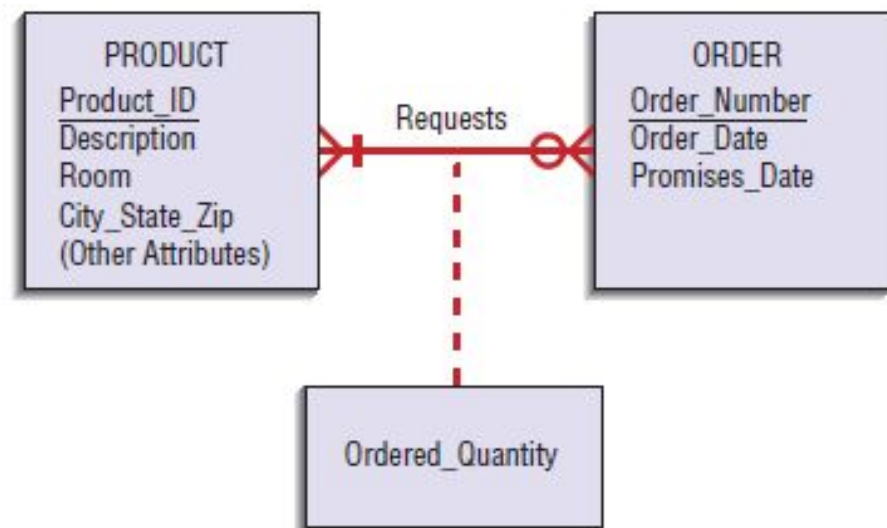 PRODUCT
Product_ID
Description
Room
City_State_Zip
(Other Attributes)
Requests
ORDER
Order_Number
Order_Date
Promises_Date
Ordered_Quantity